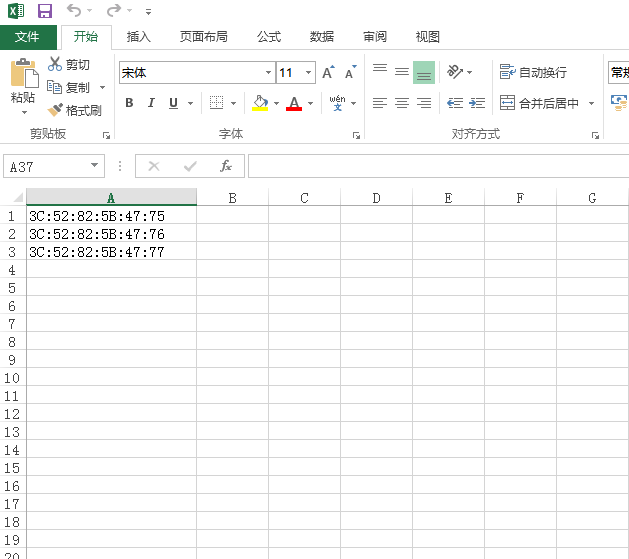 文件 开始 插入 页面布局 公式 数据 审阅 视图
剪切
宋体 11 A A 自动换行 常规
复制
粘贴
格式刷 B I U A wén 文 合并后居中
剪贴板 字体 对齐方式
A37 fx
A B C D E F G
1 3C:52:82:5B:47:75
2 3C:52:82:5B:47:76
3 3C:52:82:5B:47:77
4
5
6
7
8
9
10
11
12
13
14
15
16
17
18
19
20